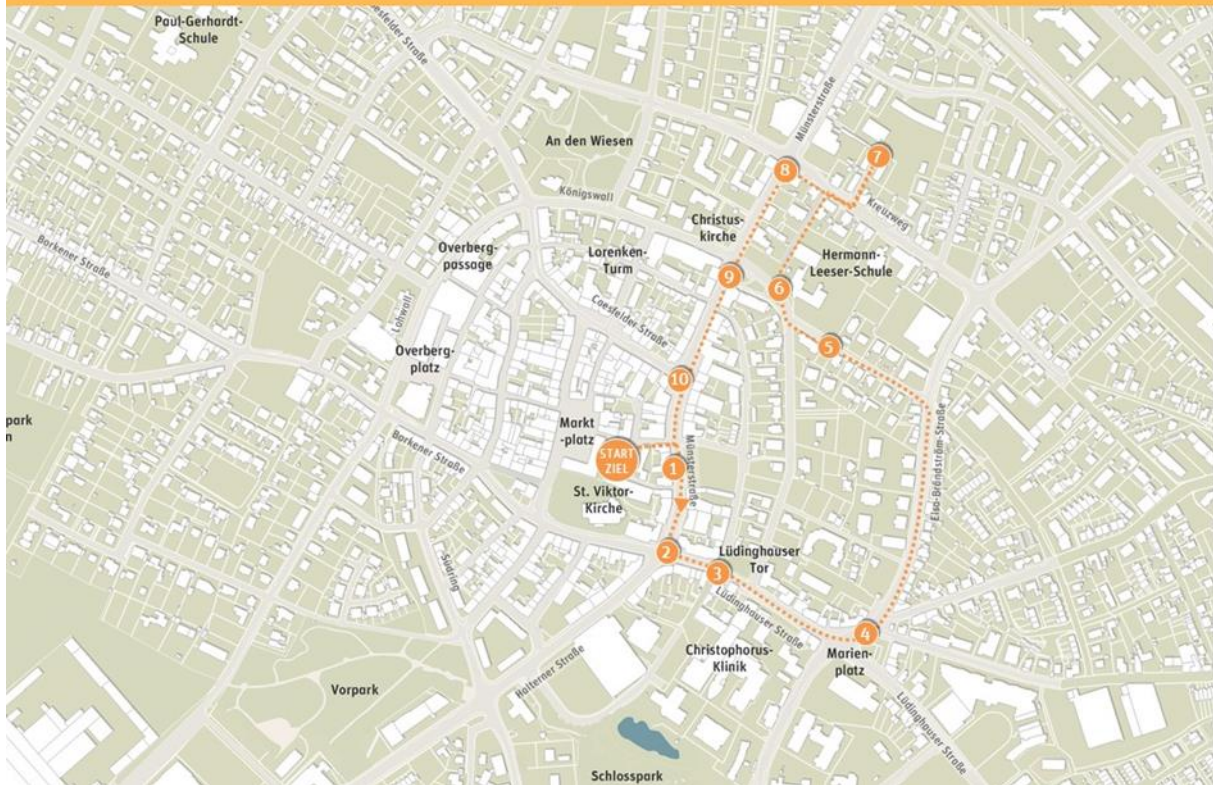 Paul-Gerhardt-
Schule
Coesfelder Straße
Münsterstraße
An den Wiesen
7
8
Königswall
Kreuzweg
Christus-
kirche
Overberg-
passage
Lorenken-
Turm
Hermann-
Leeser-Schule
Borkener Straße
9
6
Lohwall
Coesfelder Straße
5
Overberg-
platz
10
park
n
Markt
-platz
Elsa-Brändström-Straße
Borkener Straße
START
ZIEL
1
Münsterstraße
St. Viktor-
Kirche
2
Lüdinghauser
Tor
3
Südring
Lüdinghauser Straße
4
Christophorus-
Klinik
Marien-
platz
Vorpark
Halterner Straße
Lüdinghauser Straße
Schlosspark